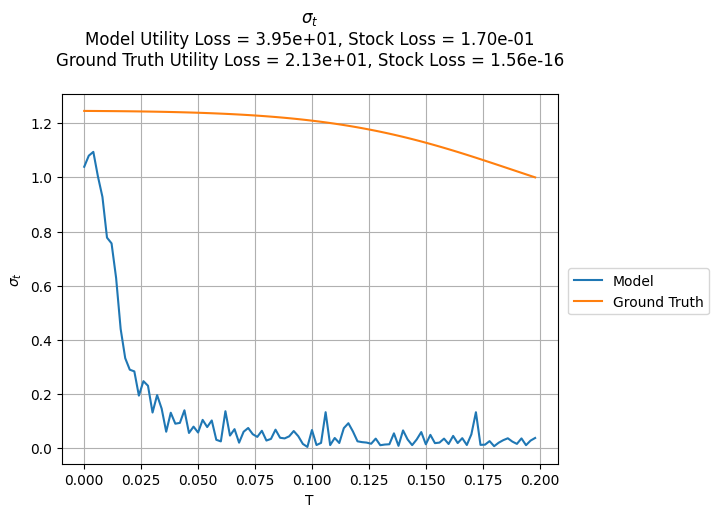 σt
Model Utility Loss = 3.95e+01, Stock Loss = 1.70e-01
Ground Truth Utility Loss = 2.13e+01, Stock Loss = 1.56e-16
1.2
1.0
0.8
0.6
0.4
0.2
0.0
σt
Model
Ground Truth
0.000 0.025 0.050 0.075 0.100 0.125 0.150 0.175 0.200
T